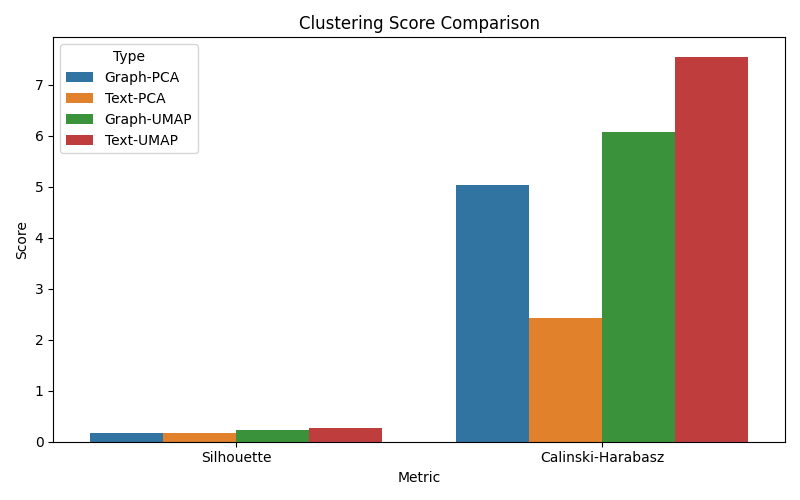 Clustering Score Comparison
Type
Graph-PCA
Text-PCA
Graph-UMAP
Text-UMAP
Score
7
6
5
4
3
2
1
0
Silhouette
Calinski-Harabasz
Metric